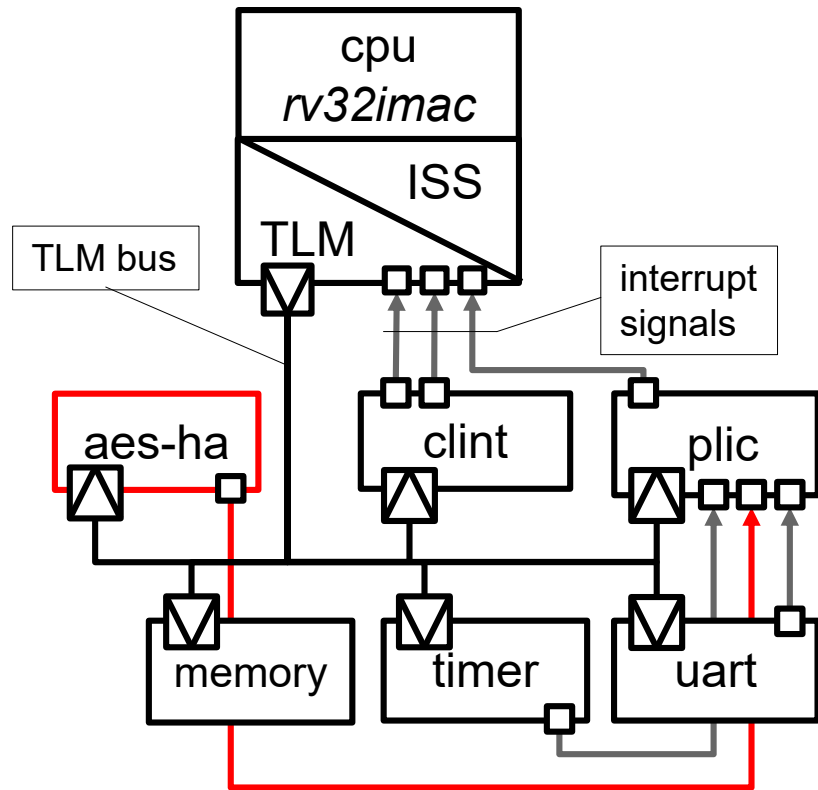 cpu
rv32imac
ISS
TLM
TLM bus
interrupt
signals
aes-ha
clint
plic
memory
timer
uart